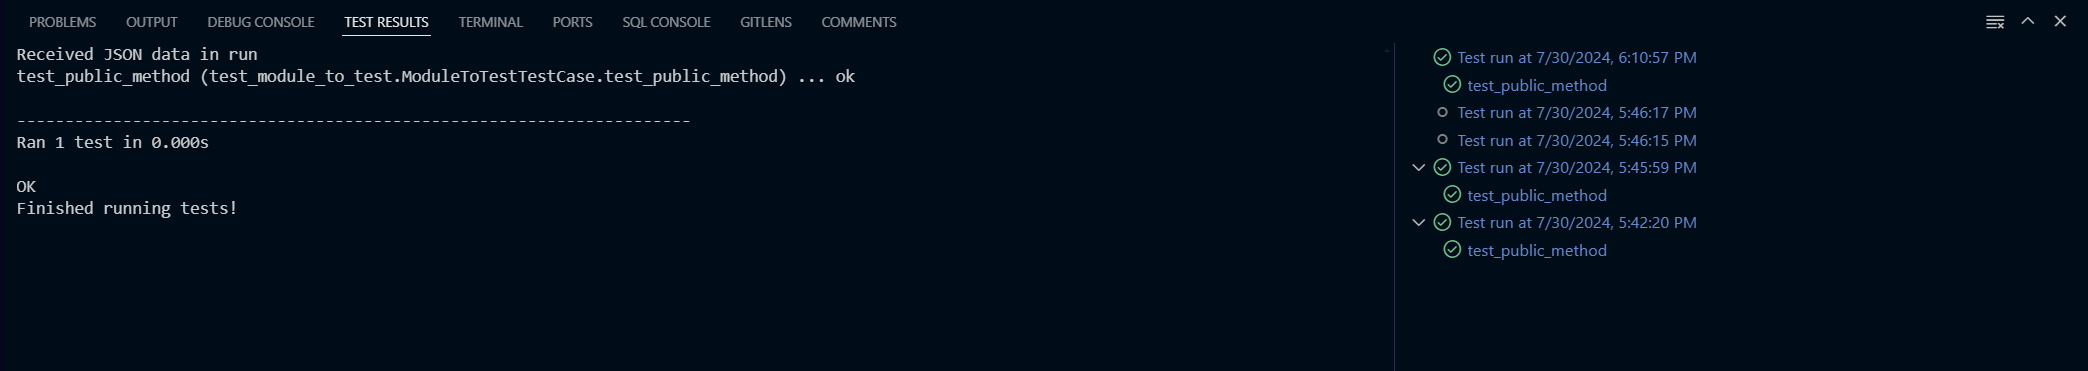 PROBLEMS OUTPUT DEBUG CONSOLE TEST RESULTS TERMINAL PORTS SQL CONSOLE GITLENS COMMENTS
Received JSON data in run
test_public_method (test_module_to_test.ModuleToTestTestCase.test_public_method) ... ok
----------------------------------------------------------------------
Ran 1 test in 0.000s
OK
Finished running tests!
Test run at 7/30/2024, 6:10:57 PM
test_public_method
Test run at 7/30/2024, 5:46:17 PM
Test run at 7/30/2024, 5:46:15 PM
Test run at 7/30/2024, 5:45:59 PM
test_public_method
Test run at 7/30/2024, 5:42:20 PM
test_public_method